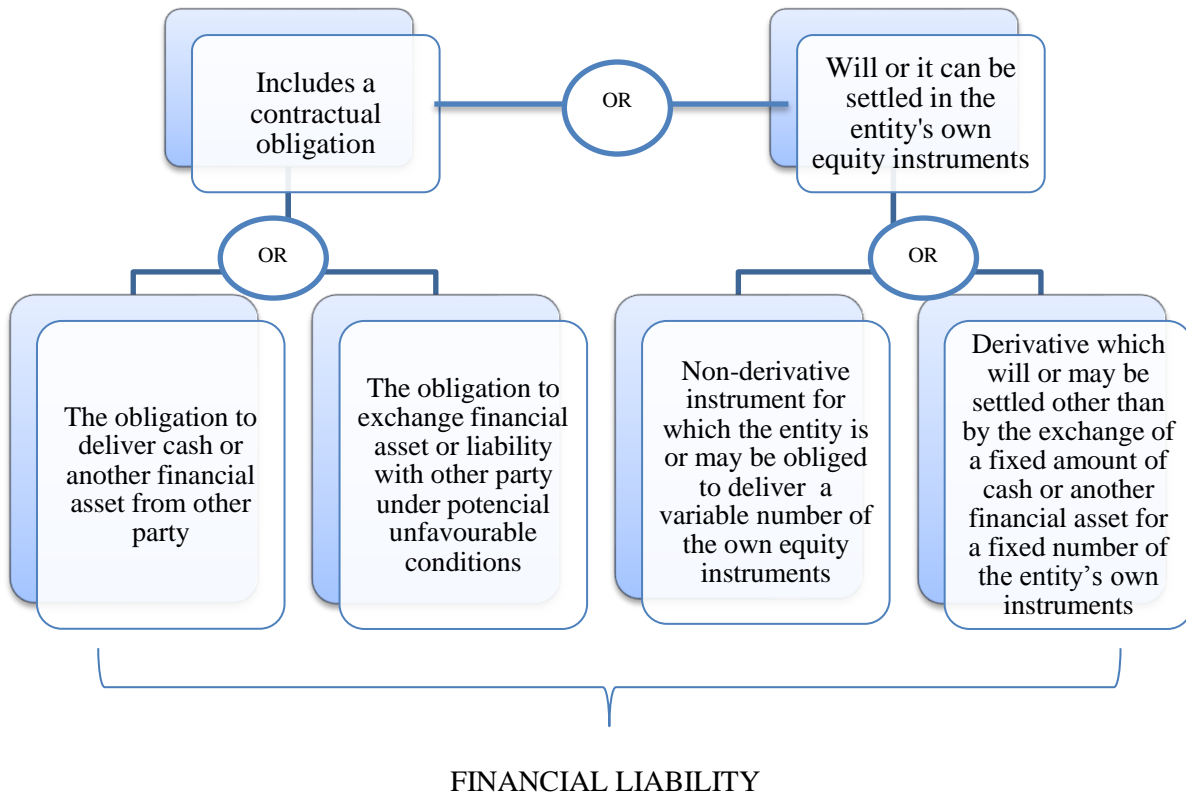 Includes a
contractual
obligation
OR
Will or it can be
settled in the
entity's own
equity instruments
OR
OR
The obligation to
deliver cash or
another financial
asset from other
party
The obligation to
exchange financial
asset or liability
with other party
under potencial
unfavourable
conditions
Non-derivative
instrument for
which the entity is
or may be obliged
to deliver a
variable number of
the own equity
instruments
Derivative which
will or may be
settled other than
by the exchange of
a fixed amount of
cash or another
financial asset for
a fixed number of
the entity’s own
instruments
FINANCIAL LIABILITY